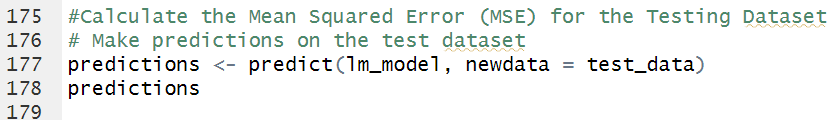 175 #Calculate the Mean Squared Error (MSE) for the Testing Dataset
176 # Make predictions on the test dataset
177 predictions <- predict(lm_model, newdata = test_data)
178 predictions
179